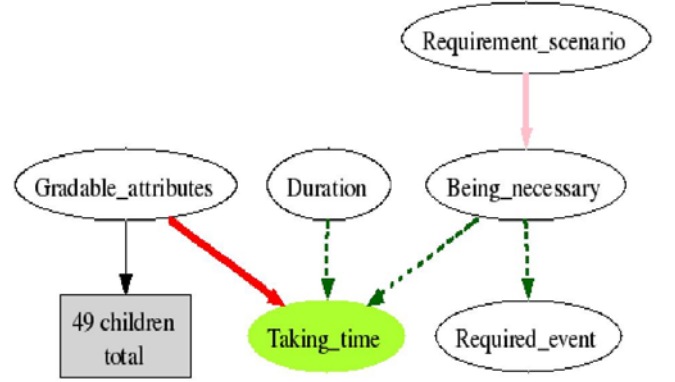 Requirement_scenario
Gradable_attributes
Duration
Being_necessary
49 children
total
Taking_time
Required_event